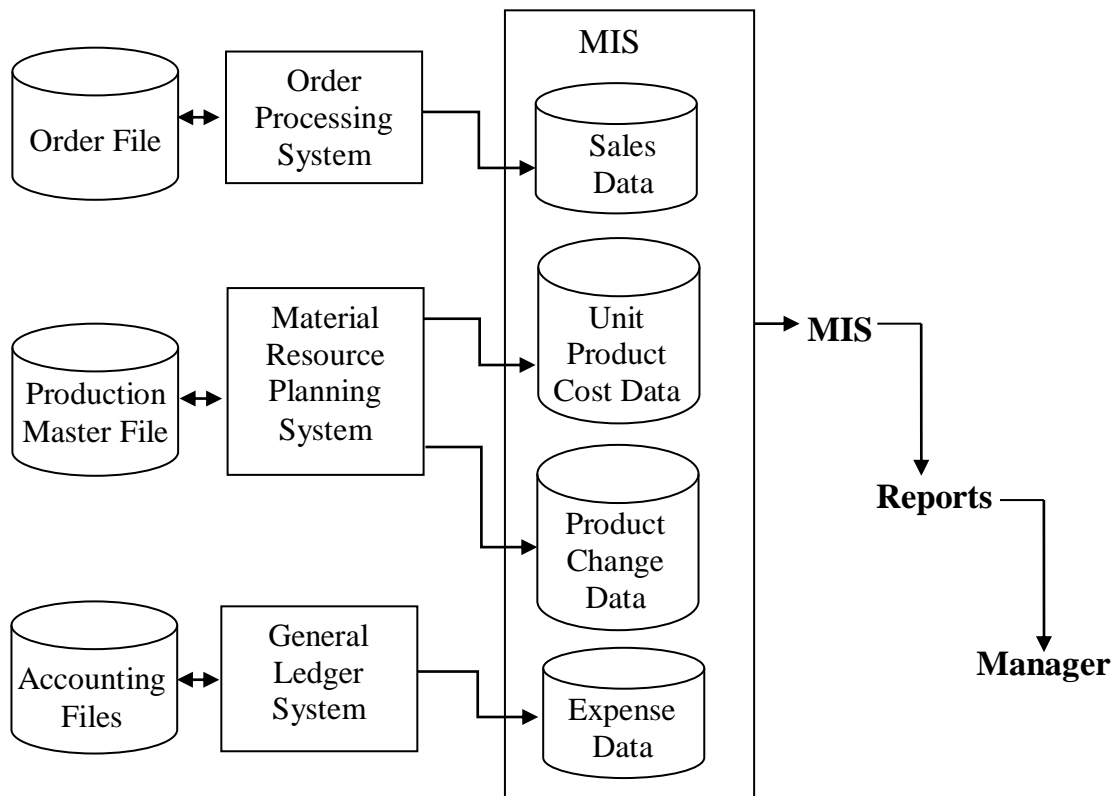 MIS
Order File
Order
Processing
System
Sales
Data
Production
Master File
Material
Resource
Planning
System
Unit
Product
Cost Data
Product
Change
Data
Accounting
Files
General
Ledger
System
Expense
Data
MIS
Reports
Manager